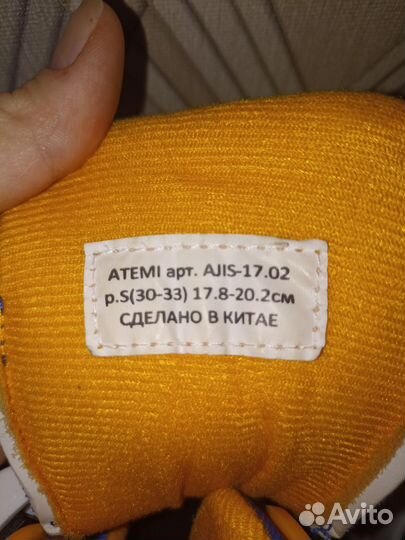 ATEMI арт. AJIS-17.02
р.S(30-33) 17.8-20.2см
СДЕЛАНО В КИТАЕ
Avito